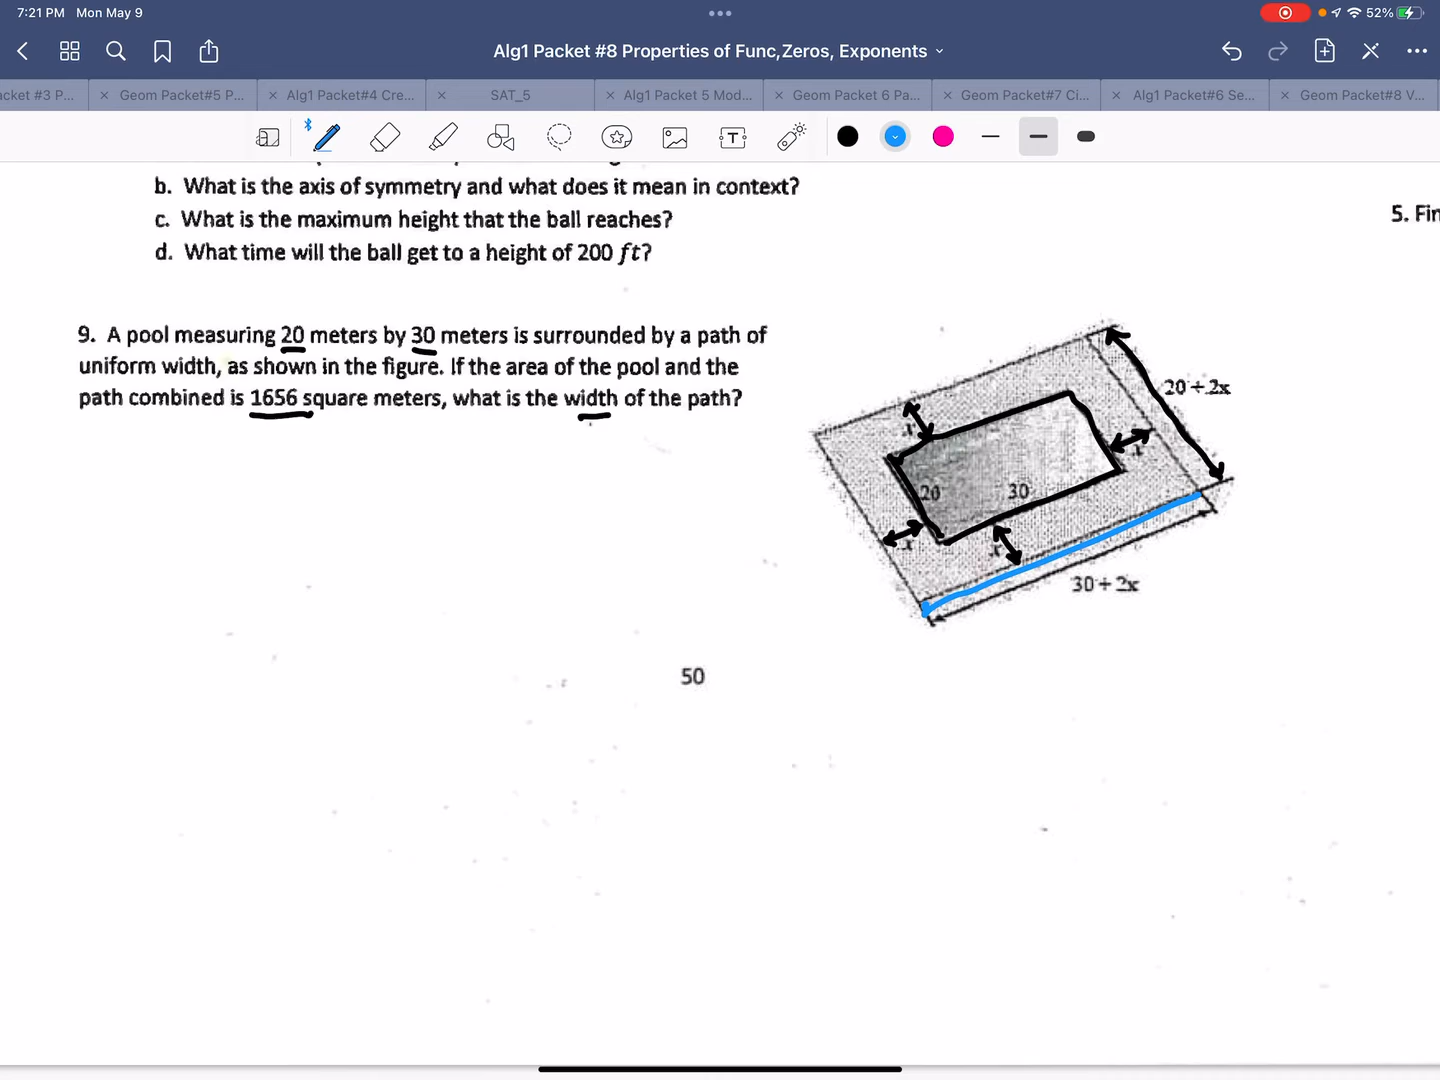 7:21 PM Mon May 9
52%
Alg1 Packet #8 Properties of Func,Zeros, Exponents
acket #3 P...
Geom Packet#5 P...
Alg1 Packet#4 Cre...
SAT_5
Alg1 Packet 5 Mod...
Geom Packet 6 Pa...
Geom Packet#7 Ci...
Alg1 Packet#6 Se...
Geom Packet#8 V...
b. What is the axis of symmetry and what does it mean in context?
c. What is the maximum height that the ball reaches?
d. What time will the ball get to a height of 200 ft?
5. Fin
9. A pool measuring 20 meters by 30 meters is surrounded by a path of
uniform width, as shown in the figure. If the area of the pool and the
path combined is 1656 square meters, what is the width of the path?
20+2x
x
x
20
30
x
x
30+2x
50